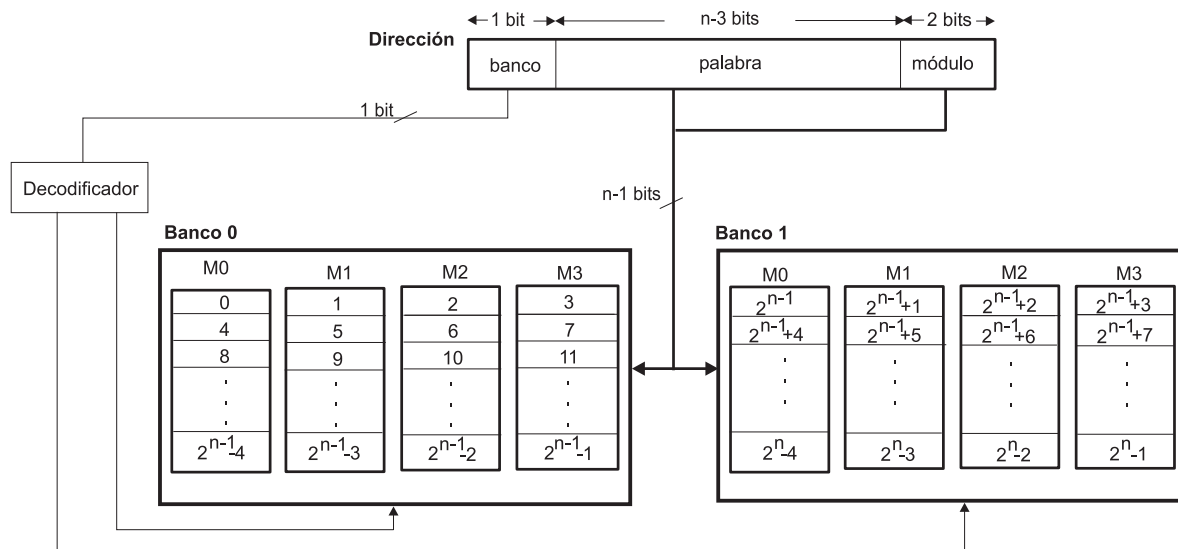 1 bit n-3 bits 2 bits
Dirección
banco palabra módulo
1 bit
Decodificador
n-1 bits
Banco 0 Banco 1
M0 M1 M2 M3 M0 M1 M2 M3
0 1 2 3 2^n-1 2^n-1+1 2^n-1+2 2^n-1+3
4 5 6 7 2^n-1+4 2^n-1+5 2^n-1+6 2^n-1+7
8 9 10 11
2^n-1-4 2^n-1-3 2^n-1-2 2^n-1-1 2^n-4 2^n-3 2^n-2 2^n-1